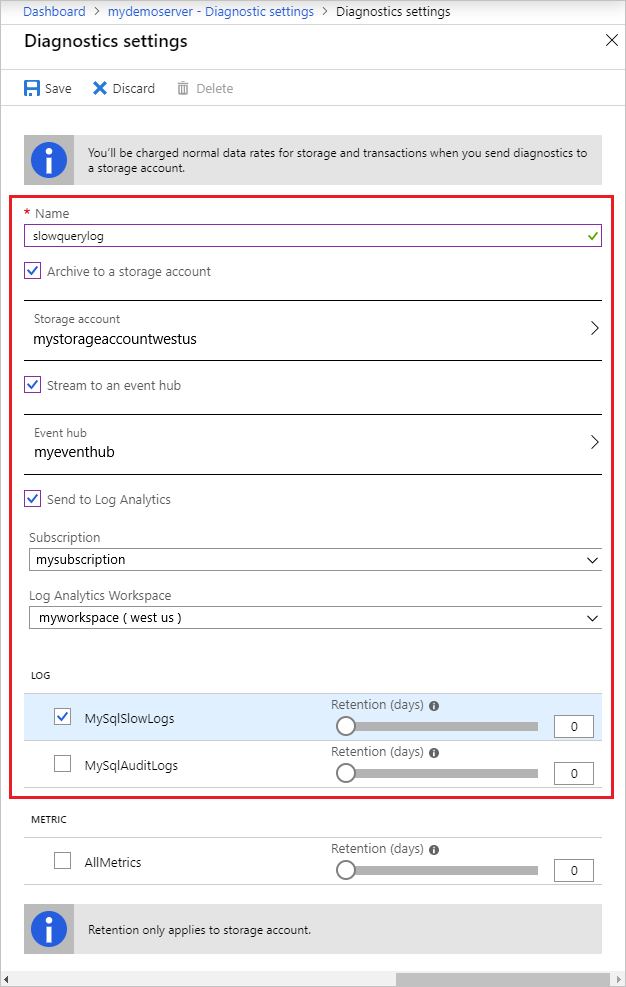 Dashboard > mydemoserver - Diagnostic settings > Diagnostics settings
Diagnostics settings
Save Discard Delete
You'll be charged normal data rates for storage and transactions when you send diagnostics to
a storage account.
* Name
slowquerylog
Archive to a storage account
Storage account
mystorageaccountwestus
Stream to an event hub
Event hub
myeventhub
Send to Log Analytics
Subscription
mysubscription
Log Analytics Workspace
myworkspace ( west us )
LOG
Retention (days)
MySqlSlowLogs 0
Retention (days)
MySqlAuditLogs 0
METRIC
Retention (days)
AllMetrics 0
Retention only applies to storage account.